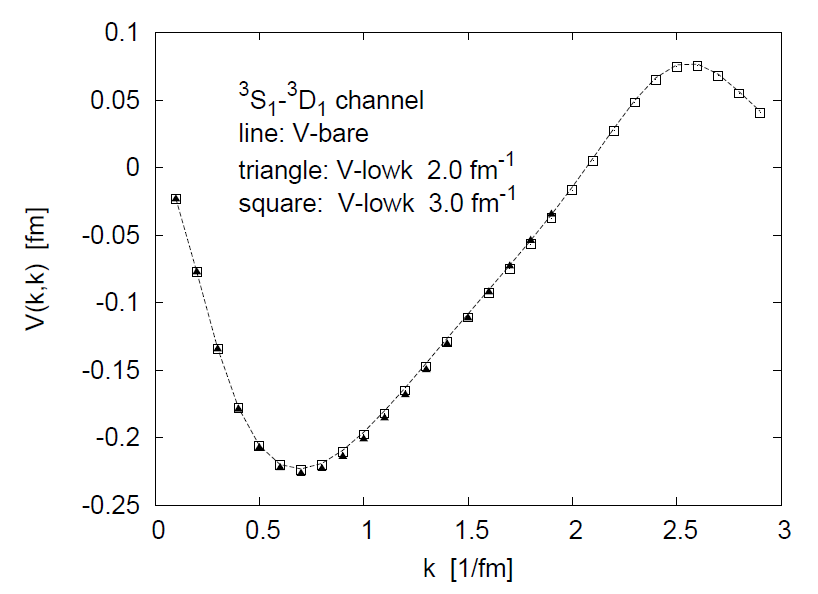 0.1
0.05
0
-0.05
-0.1
-0.15
-0.2
-0.25
V(k,k) [fm]
³S₁-³D₁ channel
line: V-bare
triangle: V-lowk 2.0 fm⁻¹
square: V-lowk 3.0 fm⁻¹
0 0.5 1 1.5 2 2.5 3
k [1/fm]